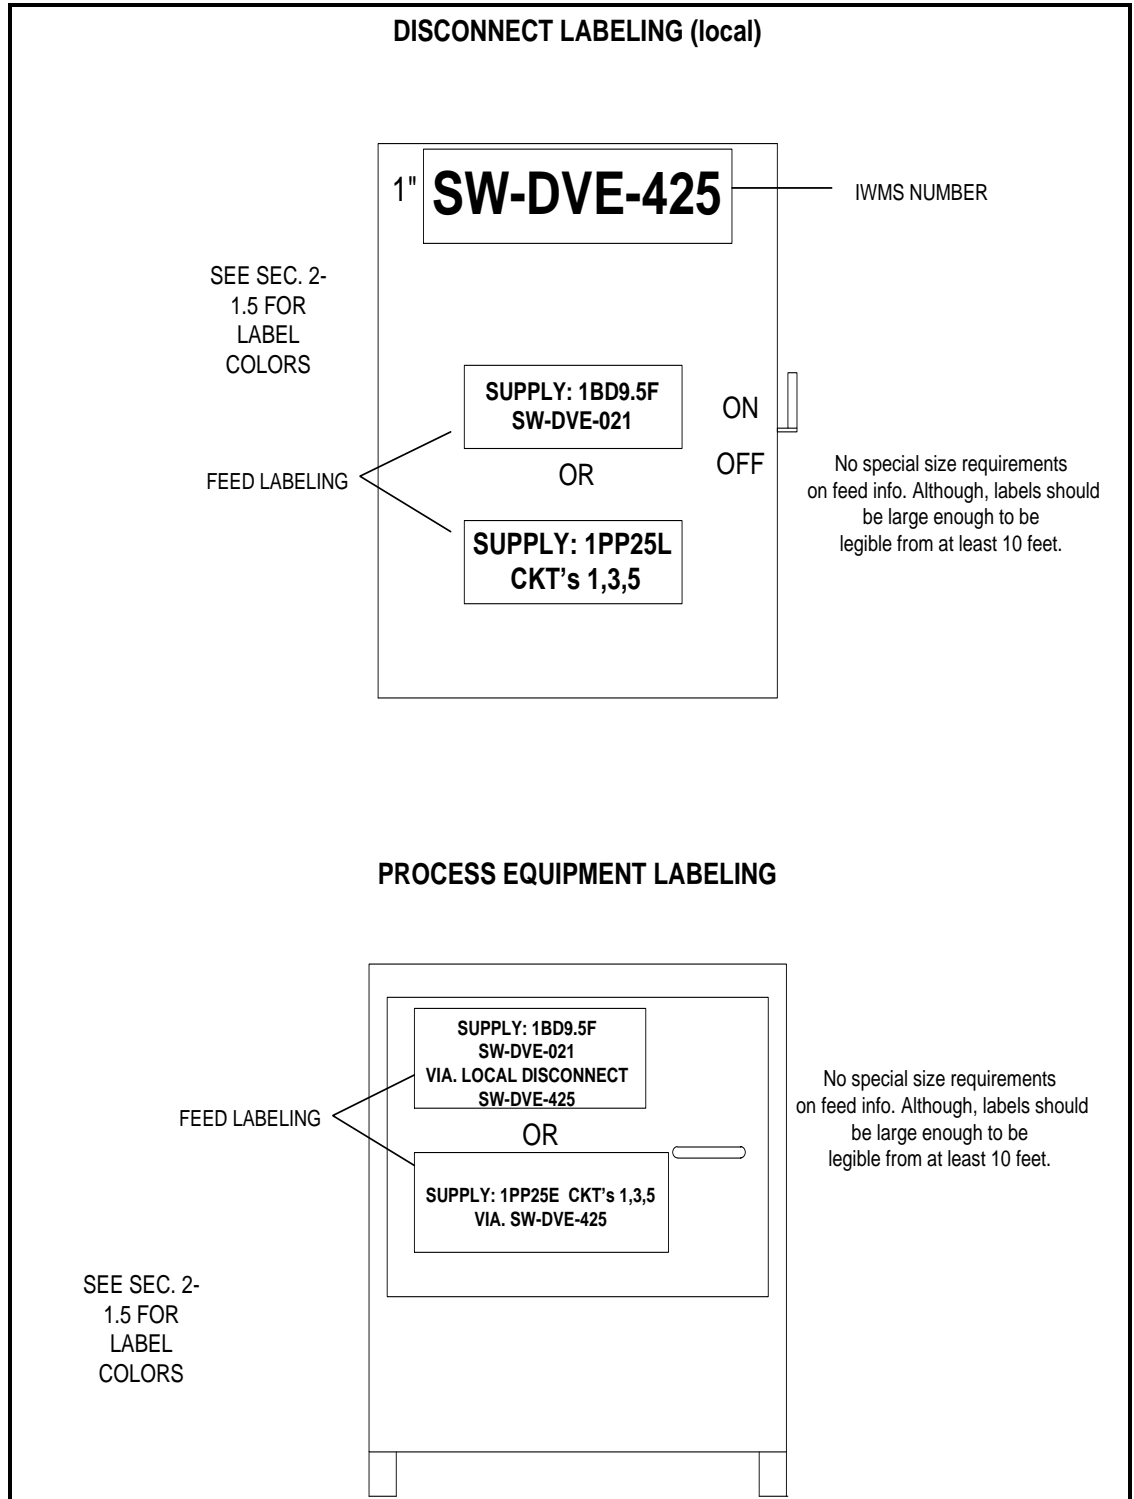 DISCONNECT LABELING (local)
1"
SW-DVE-425
IWMS NUMBER
SEE SEC. 2-
1.5 FOR
LABEL
COLORS
SUPPLY: 1BD9.5F
SW-DVE-021
ON
OFF
FEED LABELING
OR
No special size requirements
on feed info. Although, labels should
be large enough to be
legible from at least 10 feet.
SUPPLY: 1PP25L
CKT's 1,3,5
PROCESS EQUIPMENT LABELING
SUPPLY: 1BD9.5F
SW-DVE-021
VIA. LOCAL DISCONNECT
SW-DVE-425
FEED LABELING
OR
No special size requirements
on feed info. Although, labels should
be large enough to be
legible from at least 10 feet.
SUPPLY: 1PP25E  CKT's 1,3,5
VIA. SW-DVE-425
SEE SEC. 2-
1.5 FOR
LABEL
COLORS